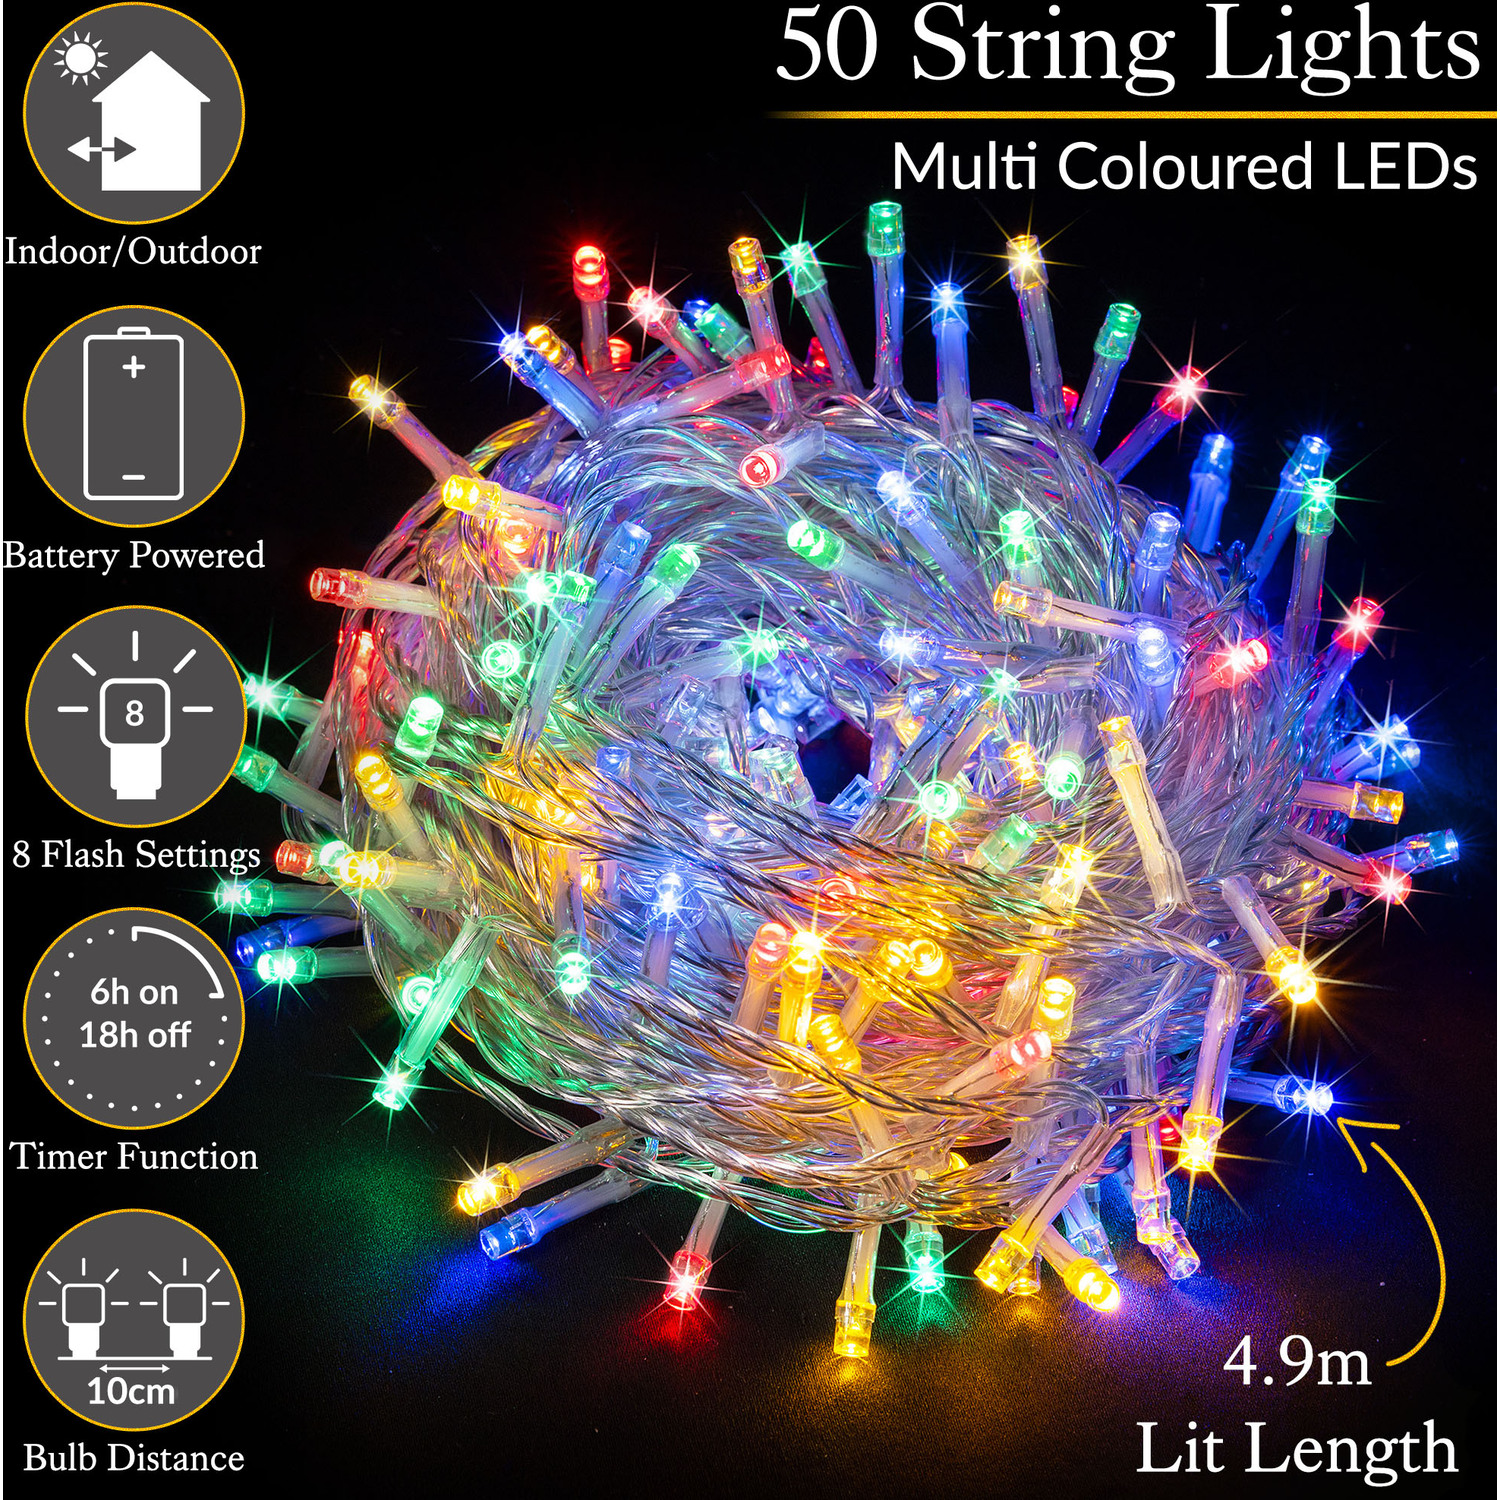 50 String Lights
Multi Coloured LEDs
Indoor/Outdoor
+
-
Battery Powered
8
8 Flash Settings
6h on
18h off
Timer Function
10cm
Bulb Distance
4.9m
Lit Length